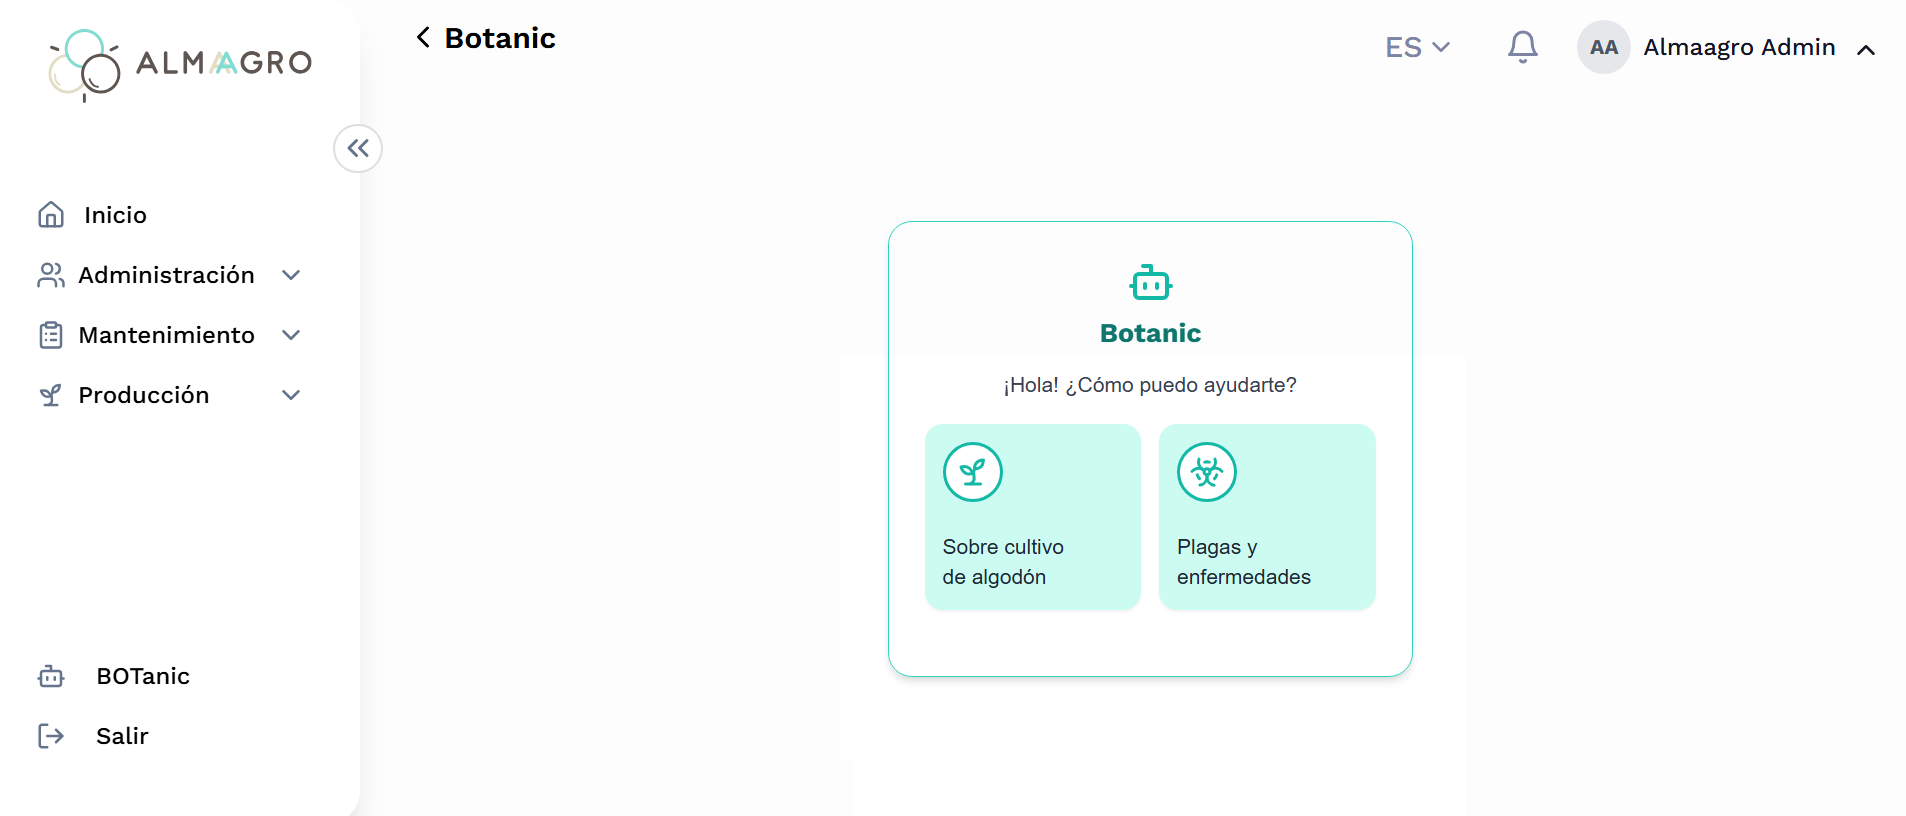 ALMAAGRO
Botanic
ES
AA
Almaagro Admin
Inicio
Administración
Mantenimiento
Producción
BOTanic
Salir
Botanic
¡Hola! ¿Cómo puedo ayudarte?
Sobre cultivo
de algodón
Plagas y
enfermedades